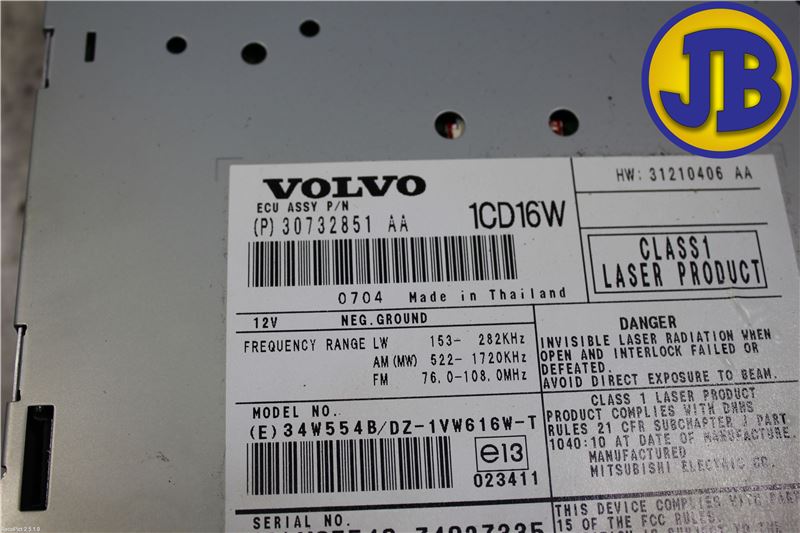 JB
VOLVO
ECU ASSY P/N
(P) 30732851 AA
1CD16W
HW: 31210406 AA
CLASS1
LASER PRODUCT
0704 Made in Thailand
12V NEG.GROUND
FREQUENCY RANGE LW 153- 282KHz
AM(MW) 522-1720KHz
FM 76.0-108.0MHz
DANGER
INVISIBLE LASER RADIATION WHEN
OPEN AND INTERLOCK FAILED OR
DEFEATED.
AVOID DIRECT EXPOSURE TO BEAM.
MODEL NO.
(E)34W554B/DZ-1VW616W-T
e13
023411
CLASS 1 LASER PRODUCT
PRODUCT COMPLIES WITH DHHS
RULES 21 CFR SUBCHAPTER J PART
1040:10 AT DATE OF MANUFACTURE.
MANUFACTURED
MITSUBISHI ELECTRIC CO.
SERIAL NO.
THIS DEVICE COMPLIES WITH PART
15 OF THE FCC RULES.